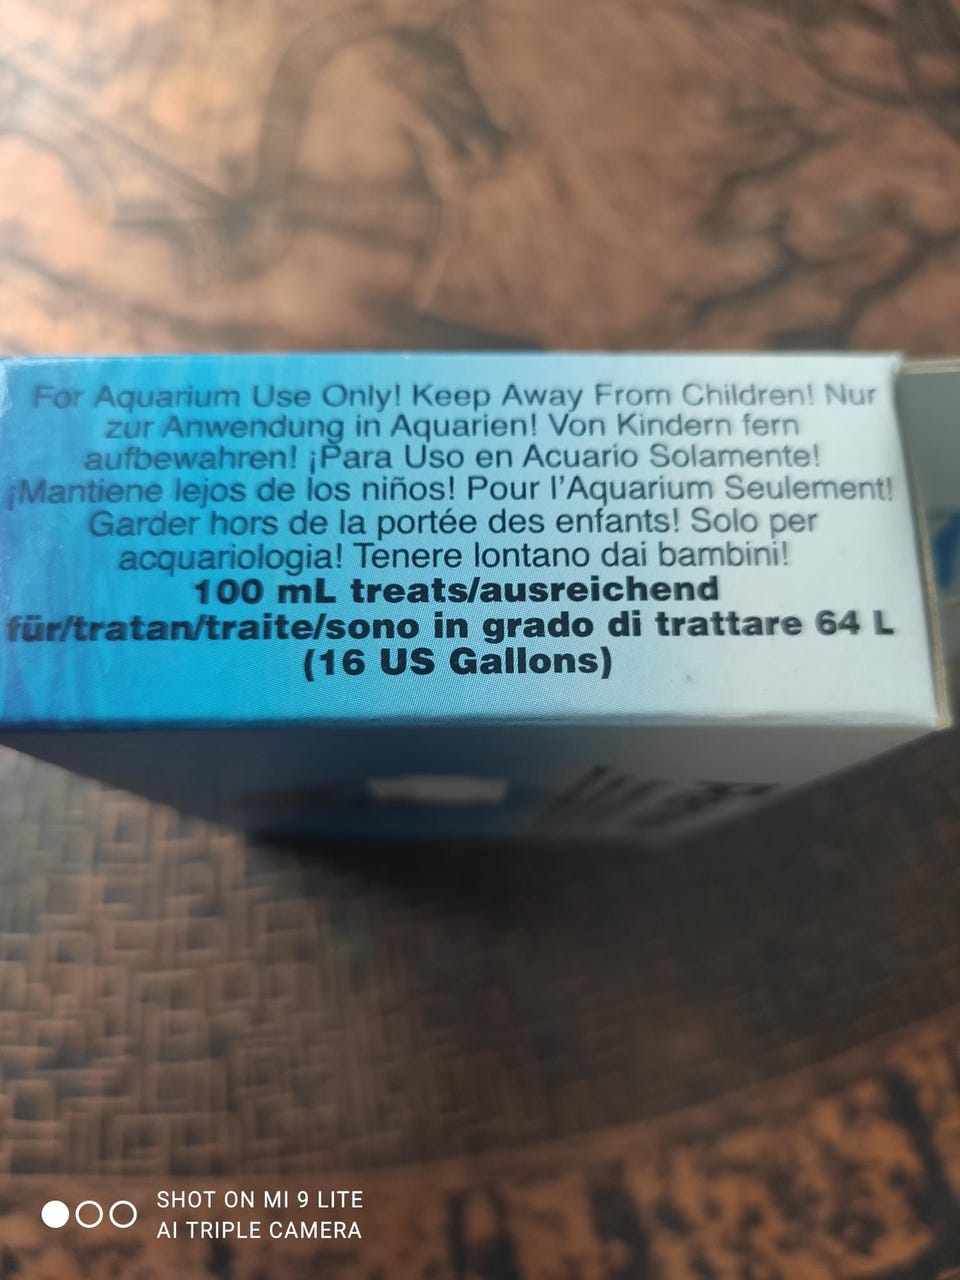 For Aquarium Use Only! Keep Away From Children! Nur
zur Anwendung in Aquarien! Von Kindern fern
aufbewahren! ¡Para Uso en Acuario Solamente!
¡Mantiene lejos de los niños! Pour l'Aquarium Seulement!
Garder hors de la portée des enfants! Solo per
acquariologia! Tenere lontano dai bambini!
100 mL treats/ausreichend
für/tratan/traite/sono in grado di trattare 64 L
(16 US Gallons)
SHOT ON MI 9 LITE
AI TRIPLE CAMERA